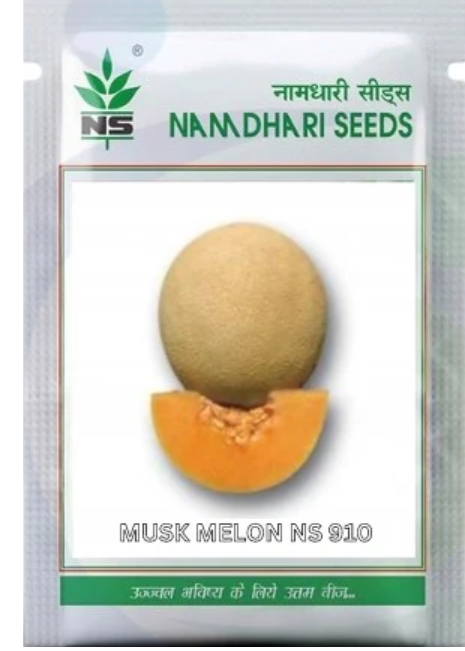 ®
NS
नामधारी सीड्स
NAMDHARI SEEDS
MUSK MELON NS 910
उज्ज्वल भविष्य के लिये उत्तम बीज...